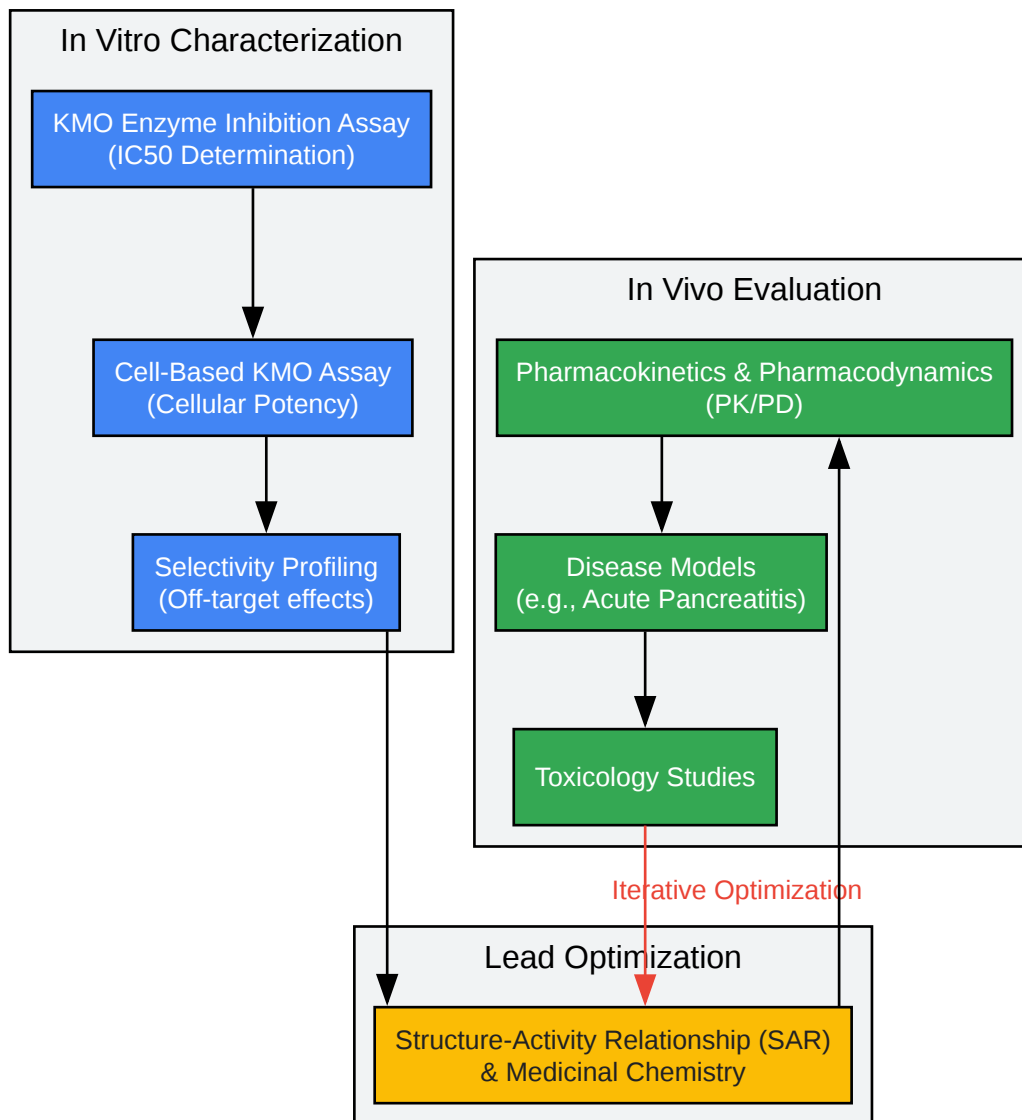 In Vitro Characterization
KMO Enzyme Inhibition Assay
(IC50 Determination)
Cell-Based KMO Assay
(Cellular Potency)
Selectivity Profiling
(Off-target effects)
In Vivo Evaluation
Pharmacokinetics & Pharmacodynamics
(PK/PD)
Disease Models
(e.g., Acute Pancreatitis)
Toxicology Studies
Iterative Optimization
Lead Optimization
Structure-Activity Relationship (SAR)
& Medicinal Chemistry